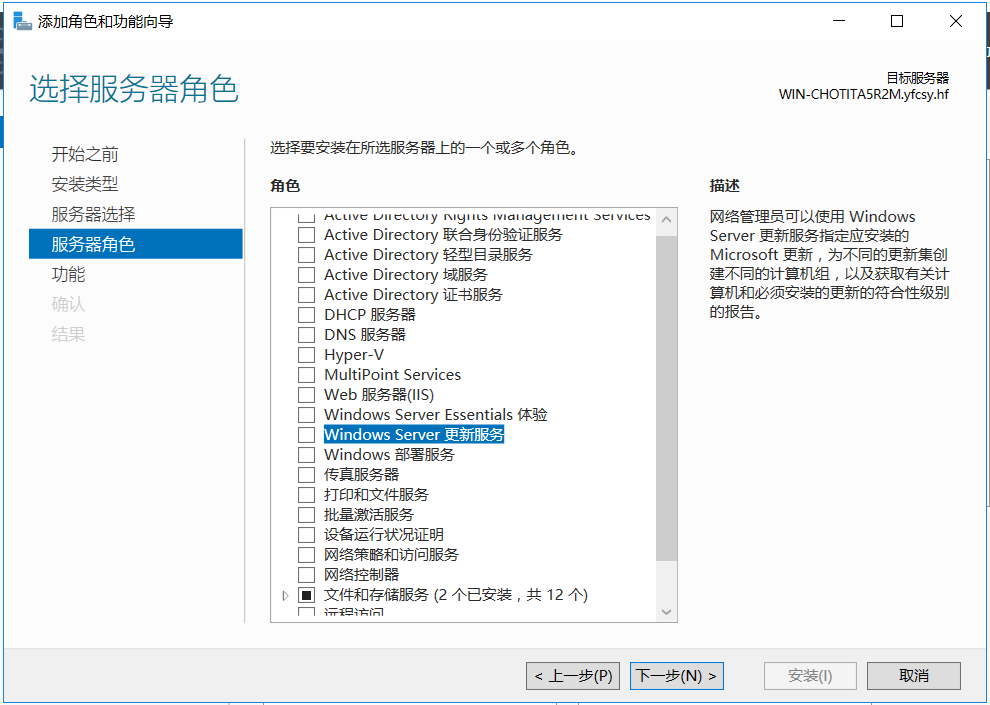 添加角色和功能向导
选择服务器角色
目标服务器
WIN-CHOTITA5R2M.yfcsy.hf
开始之前
安装类型
服务器选择
服务器角色
功能
确认
结果
选择要安装在所选服务器上的一个或多个角色。
角色
Active Directory Rights Management Services
Active Directory 联合身份验证服务
Active Directory 轻型目录服务
Active Directory 域服务
Active Directory 证书服务
DHCP 服务器
DNS 服务器
Hyper-V
MultiPoint Services
Web 服务器(IIS)
Windows Server Essentials 体验
Windows Server 更新服务
Windows 部署服务
传真服务器
打印和文件服务
批量激活服务
设备运行状况证明
网络策略和访问服务
网络控制器
文件和存储服务 (2 个已安装，共 12 个)
远程访问
描述
网络管理员可以使用 Windows
Server 更新服务指定应安装的
Microsoft 更新，为不同的更新集创
建不同的计算机组，以及获取有关计
算机和必须安装的更新的符合性级别
的报告。
< 上一步(P)
下一步(N) >
安装(I)
取消